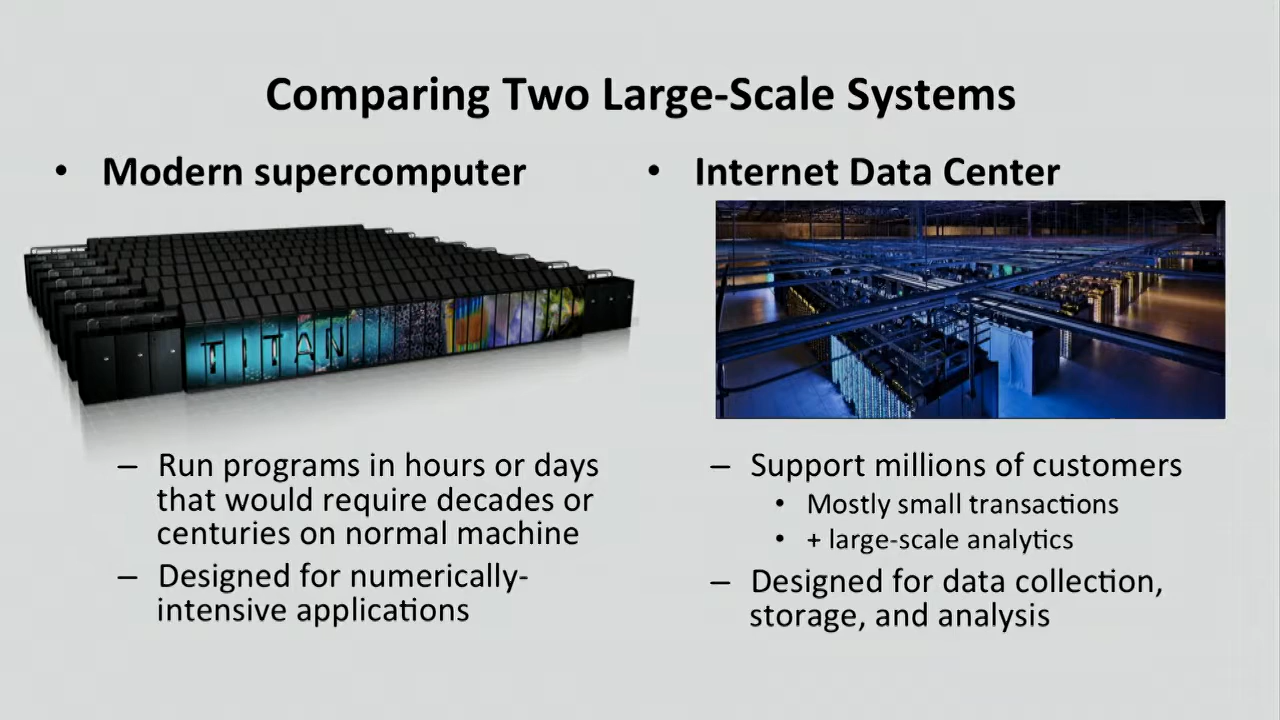 Comparing Two Large-Scale Systems
• Modern supercomputer
TITAN
– Run programs in hours or days
that would require decades or
centuries on normal machine
– Designed for numerically-
intensive applications
• Internet Data Center
– Support millions of customers
• Mostly small transactions
• + large-scale analytics
– Designed for data collection,
storage, and analysis